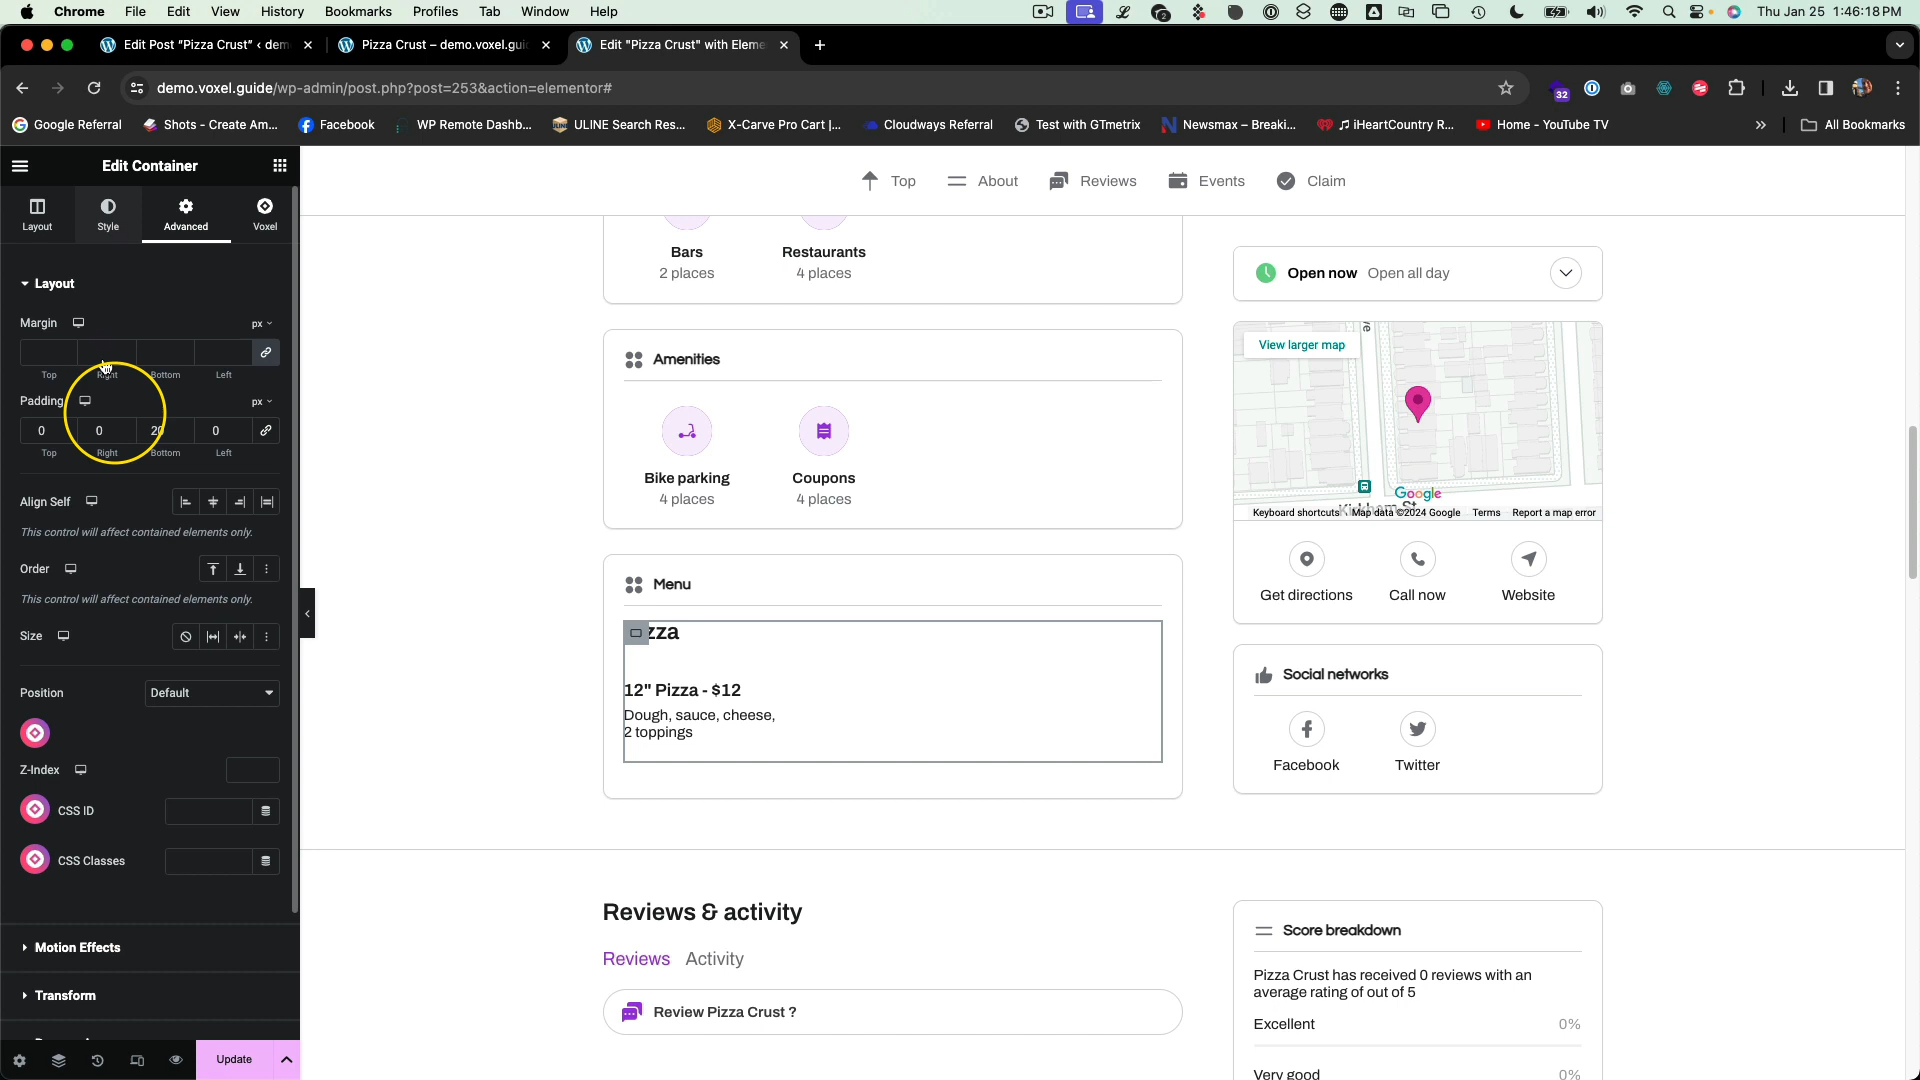 Chrome File Edit View History Bookmarks Profiles Tab Window Help Thu Jan 25 1:46:18 PM
Edit Post "Pizza Crust" ‹ dem
Pizza Crust – demo.voxel.gui
Edit "Pizza Crust" with Eleme
demo.voxel.guide/wp-admin/post.php?post=253&action=elementor#
32
Google Referral Shots - Create Am... Facebook WP Remote Dashb... ULINE Search Res... X-Carve Pro Cart |... Cloudways Referral Test with GTmetrix Newsmax – Breaki... iHeartCountry R... Home - YouTube TV » All Bookmarks
Edit Container
Layout Style Advanced Voxel
Layout
Margin px
Top Right Bottom Left
Padding px
0 0 20 0
Top Right Bottom Left
Align Self
This control will affect contained elements only.
Order
This control will affect contained elements only.
Size
Position Default
Z-Index
CSS ID
CSS Classes
Motion Effects
Transform
Update
Top About Reviews Events Claim
Bars
2 places
Restaurants
4 places
Amenities
Bike parking
4 places
Coupons
4 places
Menu
zza
12" Pizza - $12
Dough, sauce, cheese,
2 toppings
Open now Open all day
View larger map
Google
Keyboard shortcuts Map data ©2024 Google Terms Report a map error
Get directions Call now Website
Social networks
Facebook Twitter
Reviews & activity
Reviews Activity
Review Pizza Crust ?
Score breakdown
Pizza Crust has received 0 reviews with an
average rating of out of 5
Excellent 0%
Very good 0%